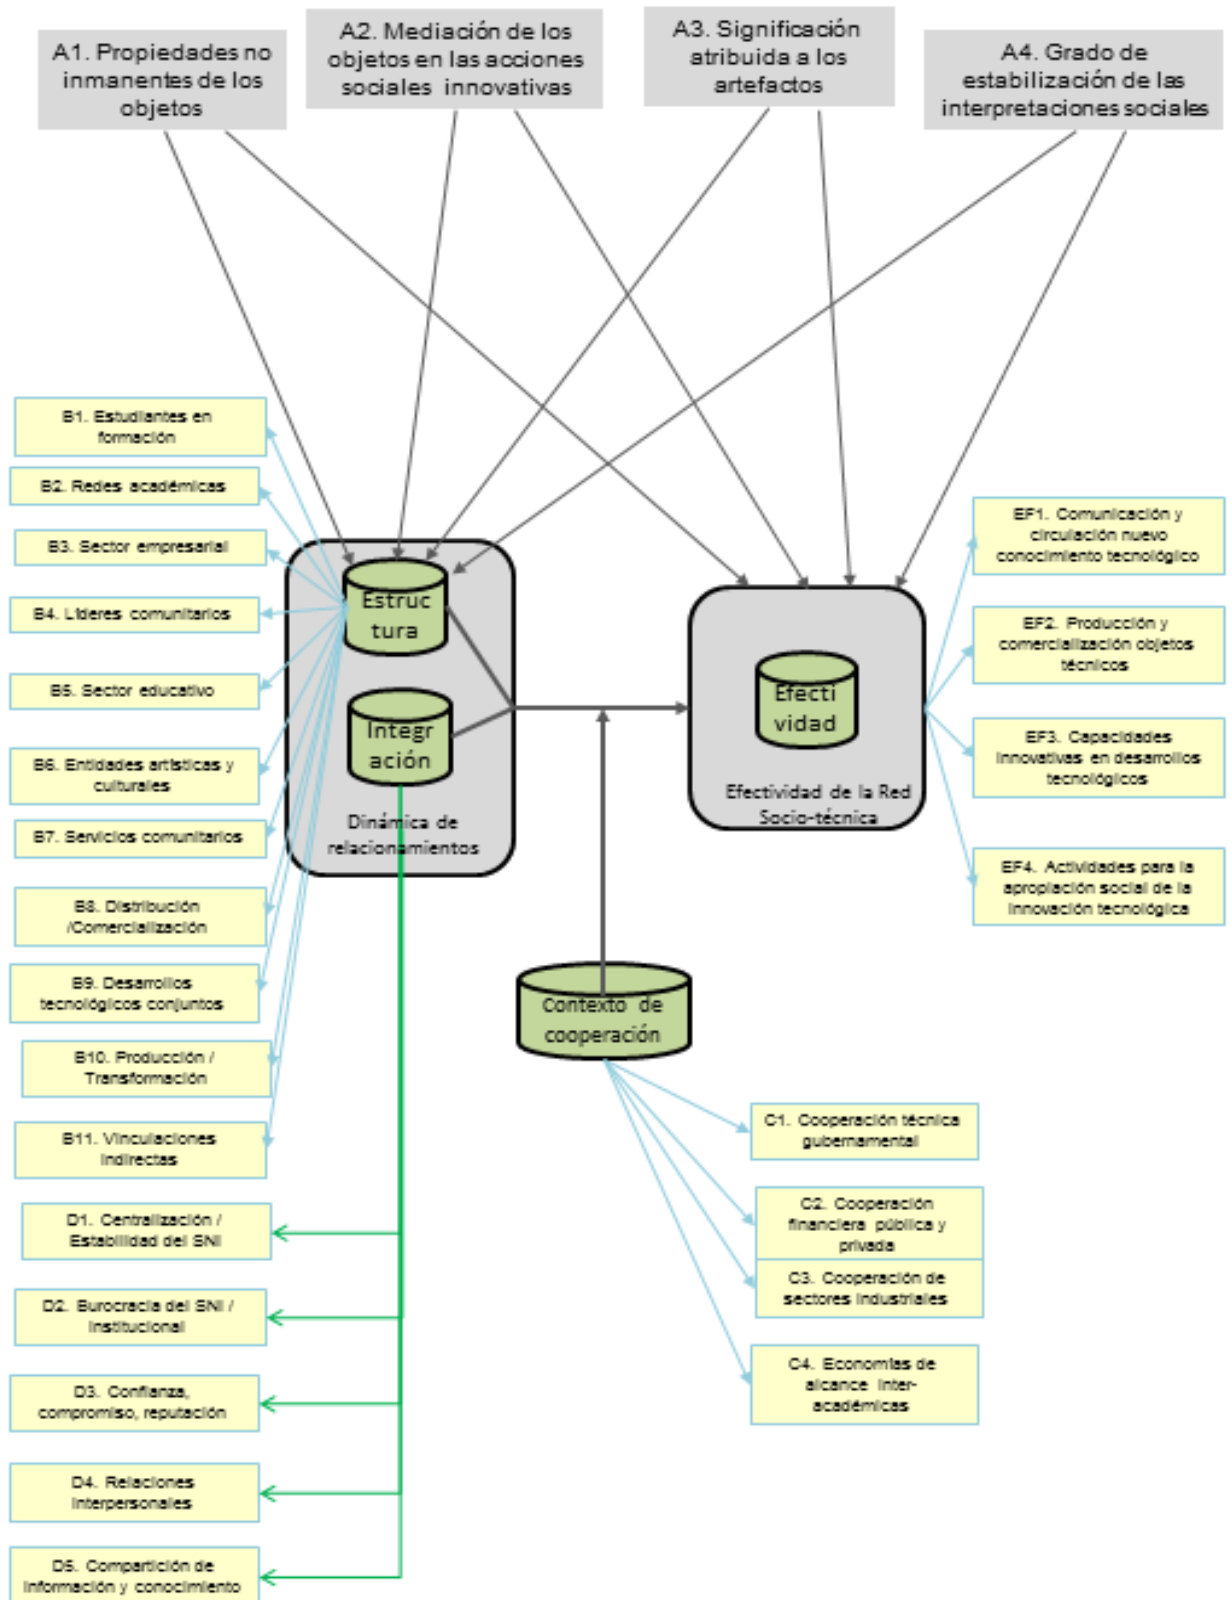 A1. Propiedades no
inmanentes de los
objetos
A2. Mediación de los
objetos en las acciones
sociales innovativas
A3. Significación
atribuida a los
artefactos
A4. Grado de
estabilización de las
interpretaciones sociales
B1. Estudiantes en
formación
B2. Redes académicas
B3. Sector empresarial
B4. Líderes comunitarios
B5. Sector educativo
B6. Entidades artísticas y
culturales
B7. Servicios comunitarios
B8. Distribución
/Comercialización
B9. Desarrollos
tecnológicos conjuntos
B10. Producción /
Transformación
B11. Vinculaciones
indirectas
D1. Centralización /
Estabilidad del SNI
D2. Burocracia del SNI /
Institucional
D3. Confianza,
compromiso, reputación
D4. Relaciones
Interpersonales
D5. Compartición de
información y conocimiento
Estruc
tura
Integr
ación
Dinámica de
relacionamientos
Efecti
vidad
Efectividad de la Red
Socio-técnica
Contexto de
cooperación
EF1. Comunicación y
circulación nuevo
conocimiento tecnológico
EF2. Producción y
comercialización objetos
técnicos
EF3. Capacidades
innovativas en desarrollos
tecnológicos
EF4. Actividades para la
apropiación social de la
innovación tecnológica
C1. Cooperación técnica
gubernamental
C2. Cooperación
financiera pública y
privada
C3. Cooperación de
sectores industriales
C4. Economías de
alcance inter-
académicas